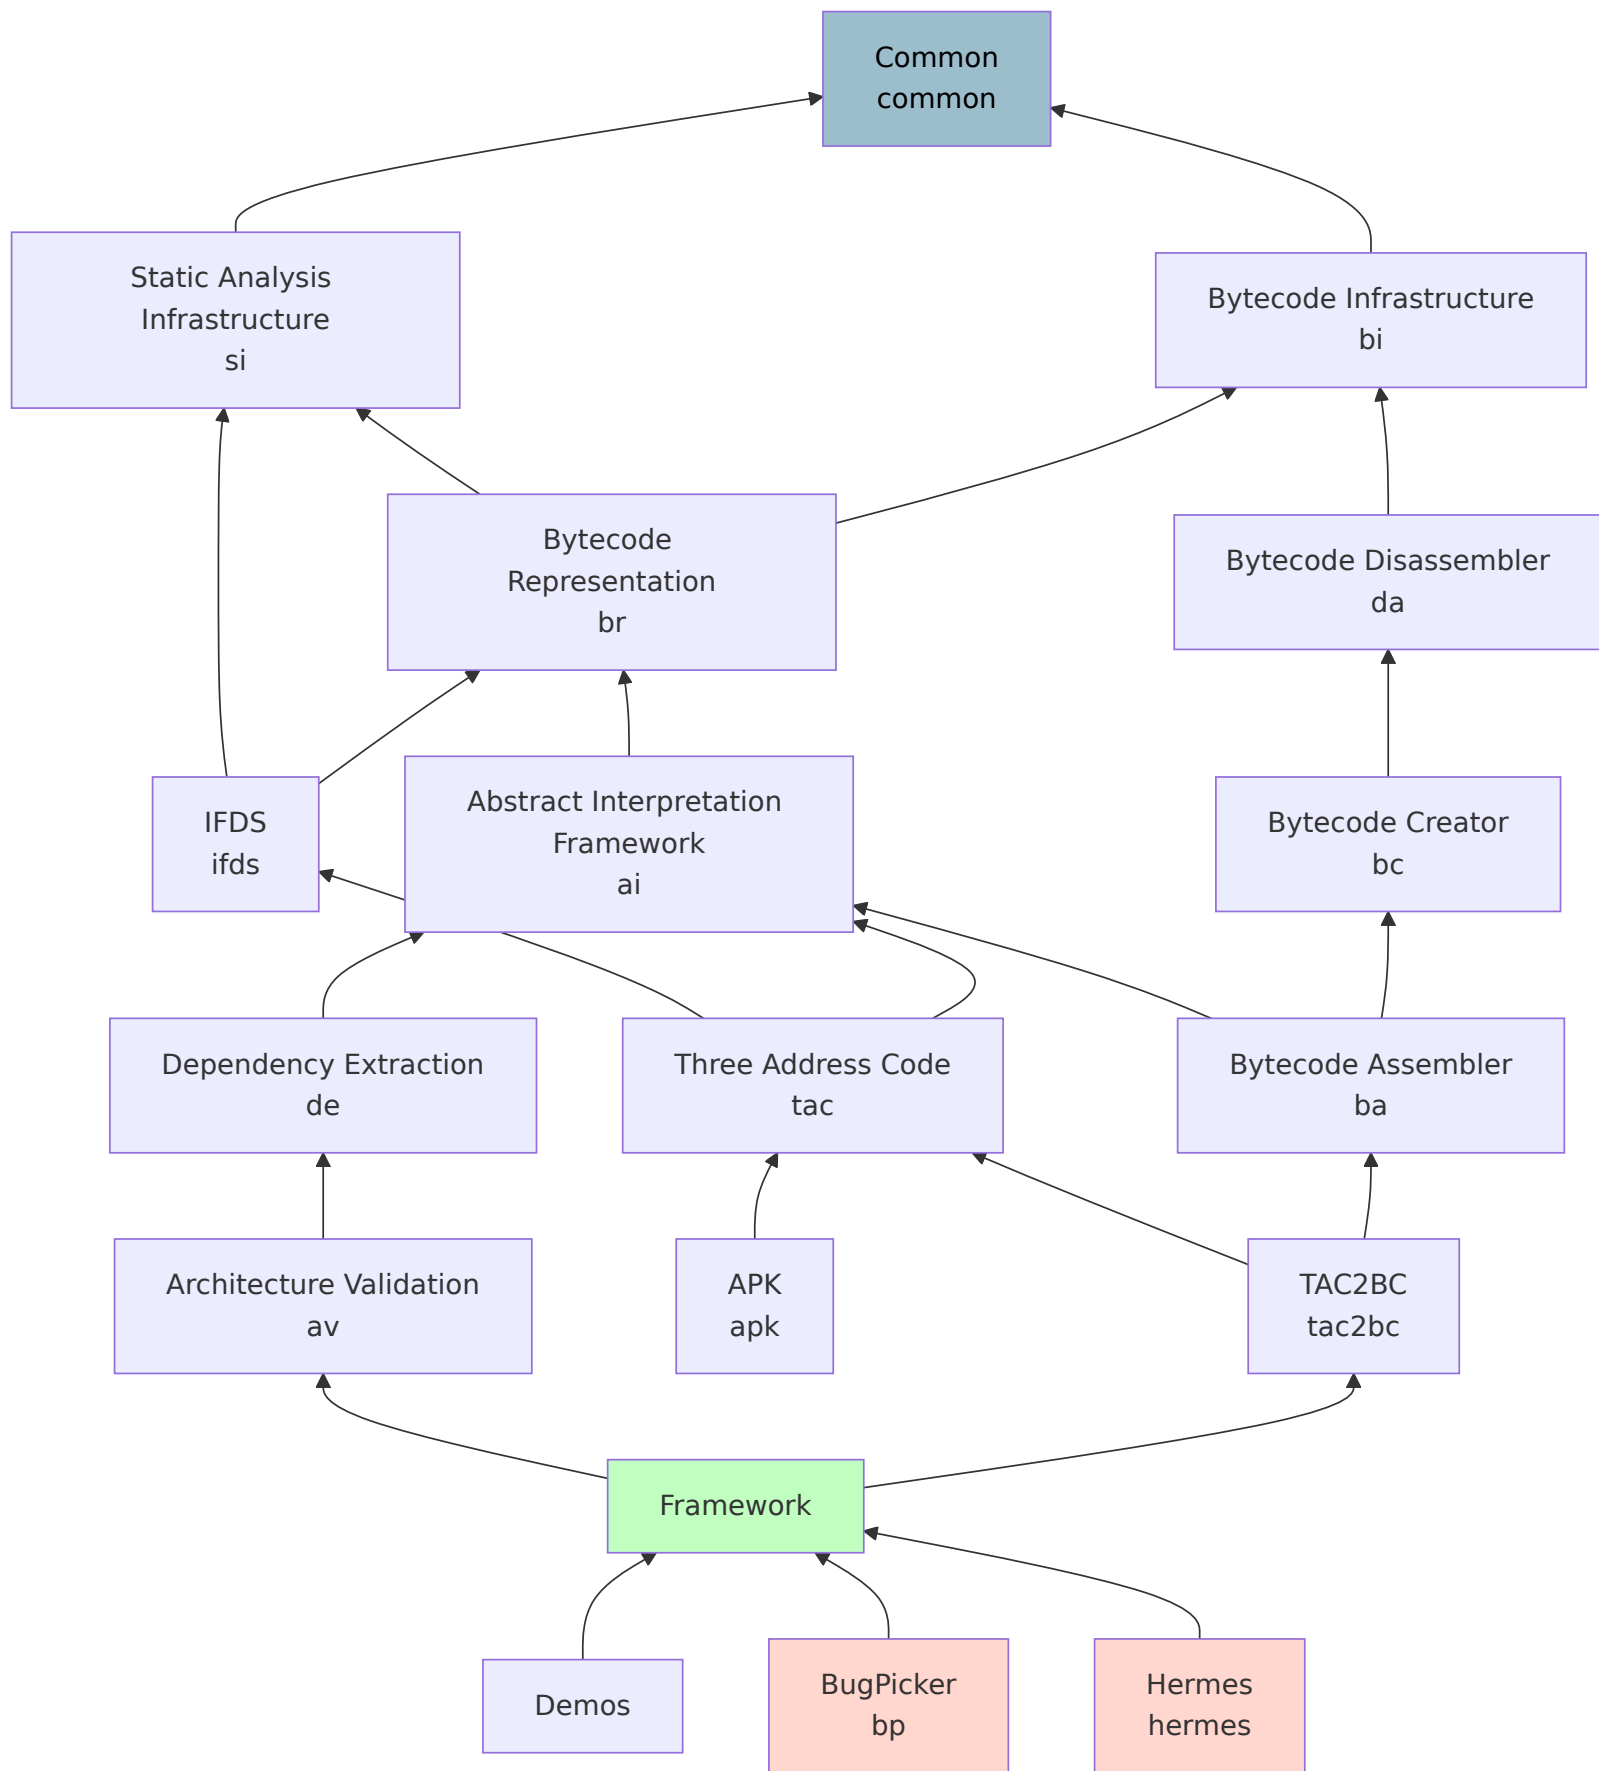 Common
common
Static Analysis
Infrastructure
si
Bytecode Infrastructure
bi
Bytecode
Representation
br
Bytecode Disassembler
da
IFDS
ifds
Abstract Interpretation
Framework
ai
Bytecode Creator
bc
Dependency Extraction
de
Three Address Code
tac
Bytecode Assembler
ba
Architecture Validation
av
APK
apk
TAC2BC
tac2bc
Framework
Demos
BugPicker
bp
Hermes
hermes